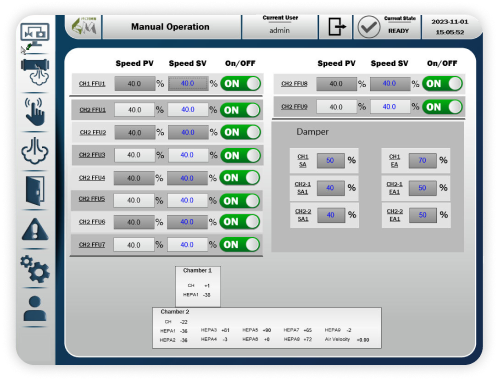 Manual Operation
Current User
admin
Current State
READY
2023-11-01
15:05:52
Speed PV Speed SV On/OFF
CH1 FFU1 40.0 % 40.0 % ON
CH2 FFU1 40.0 % 40.0 % ON
CH2 FFU2 40.0 % 40.0 % ON
CH2 FFU3 40.0 % 40.0 % ON
CH2 FFU4 40.0 % 40.0 % ON
CH2 FFU5 40.0 % 40.0 % ON
CH2 FFU6 40.0 % 40.0 % ON
CH2 FFU7 40.0 % 40.0 % ON
Speed PV Speed SV On/OFF
CH2 FFU8 40.0 % 40.0 % ON
CH2 FFU9 40.0 % 40.0 % ON
Damper
CH1 SA 50 % CH1 EA 70 %
CH2-1 SA1 40 % CH2-1 EA1 50 %
CH2-2 SA1 40 % CH2-2 EA1 50 %
Chamber 1
CH +1
HEPA1 -38
Chamber 2
CH -22
HEPA1 -36 HEPA3 +81 HEPA5 +90 HEPA7 +65 HEPA9 -2
HEPA2 -36 HEPA4 -3 HEPA6 +72 Air Velocity +0.00